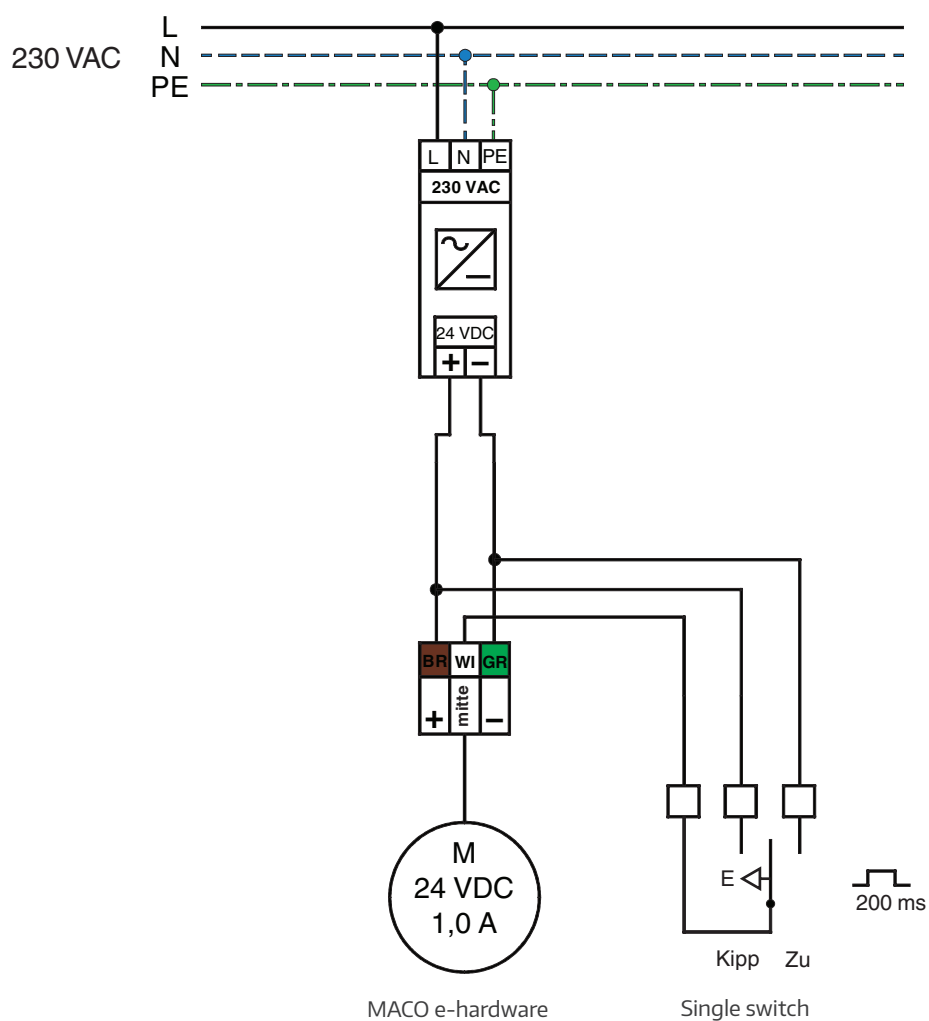 L
230 VAC
N
PE
L N PE
230 VAC
24 VDC
+ −
BR WI GR
+ mitte −
M
24 VDC
1,0 A
E
200 ms
Kipp Zu
MACO e-hardware
Single switch